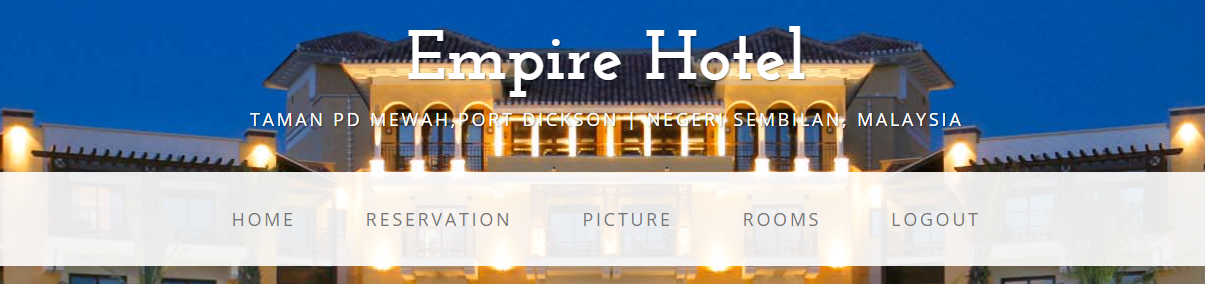 Empire Hotel
TAMAN PD MEWAH,PORT DICKSON | NEGERI SEMBILAN, MALAYSIA
HOME RESERVATION PICTURE ROOMS LOGOUT